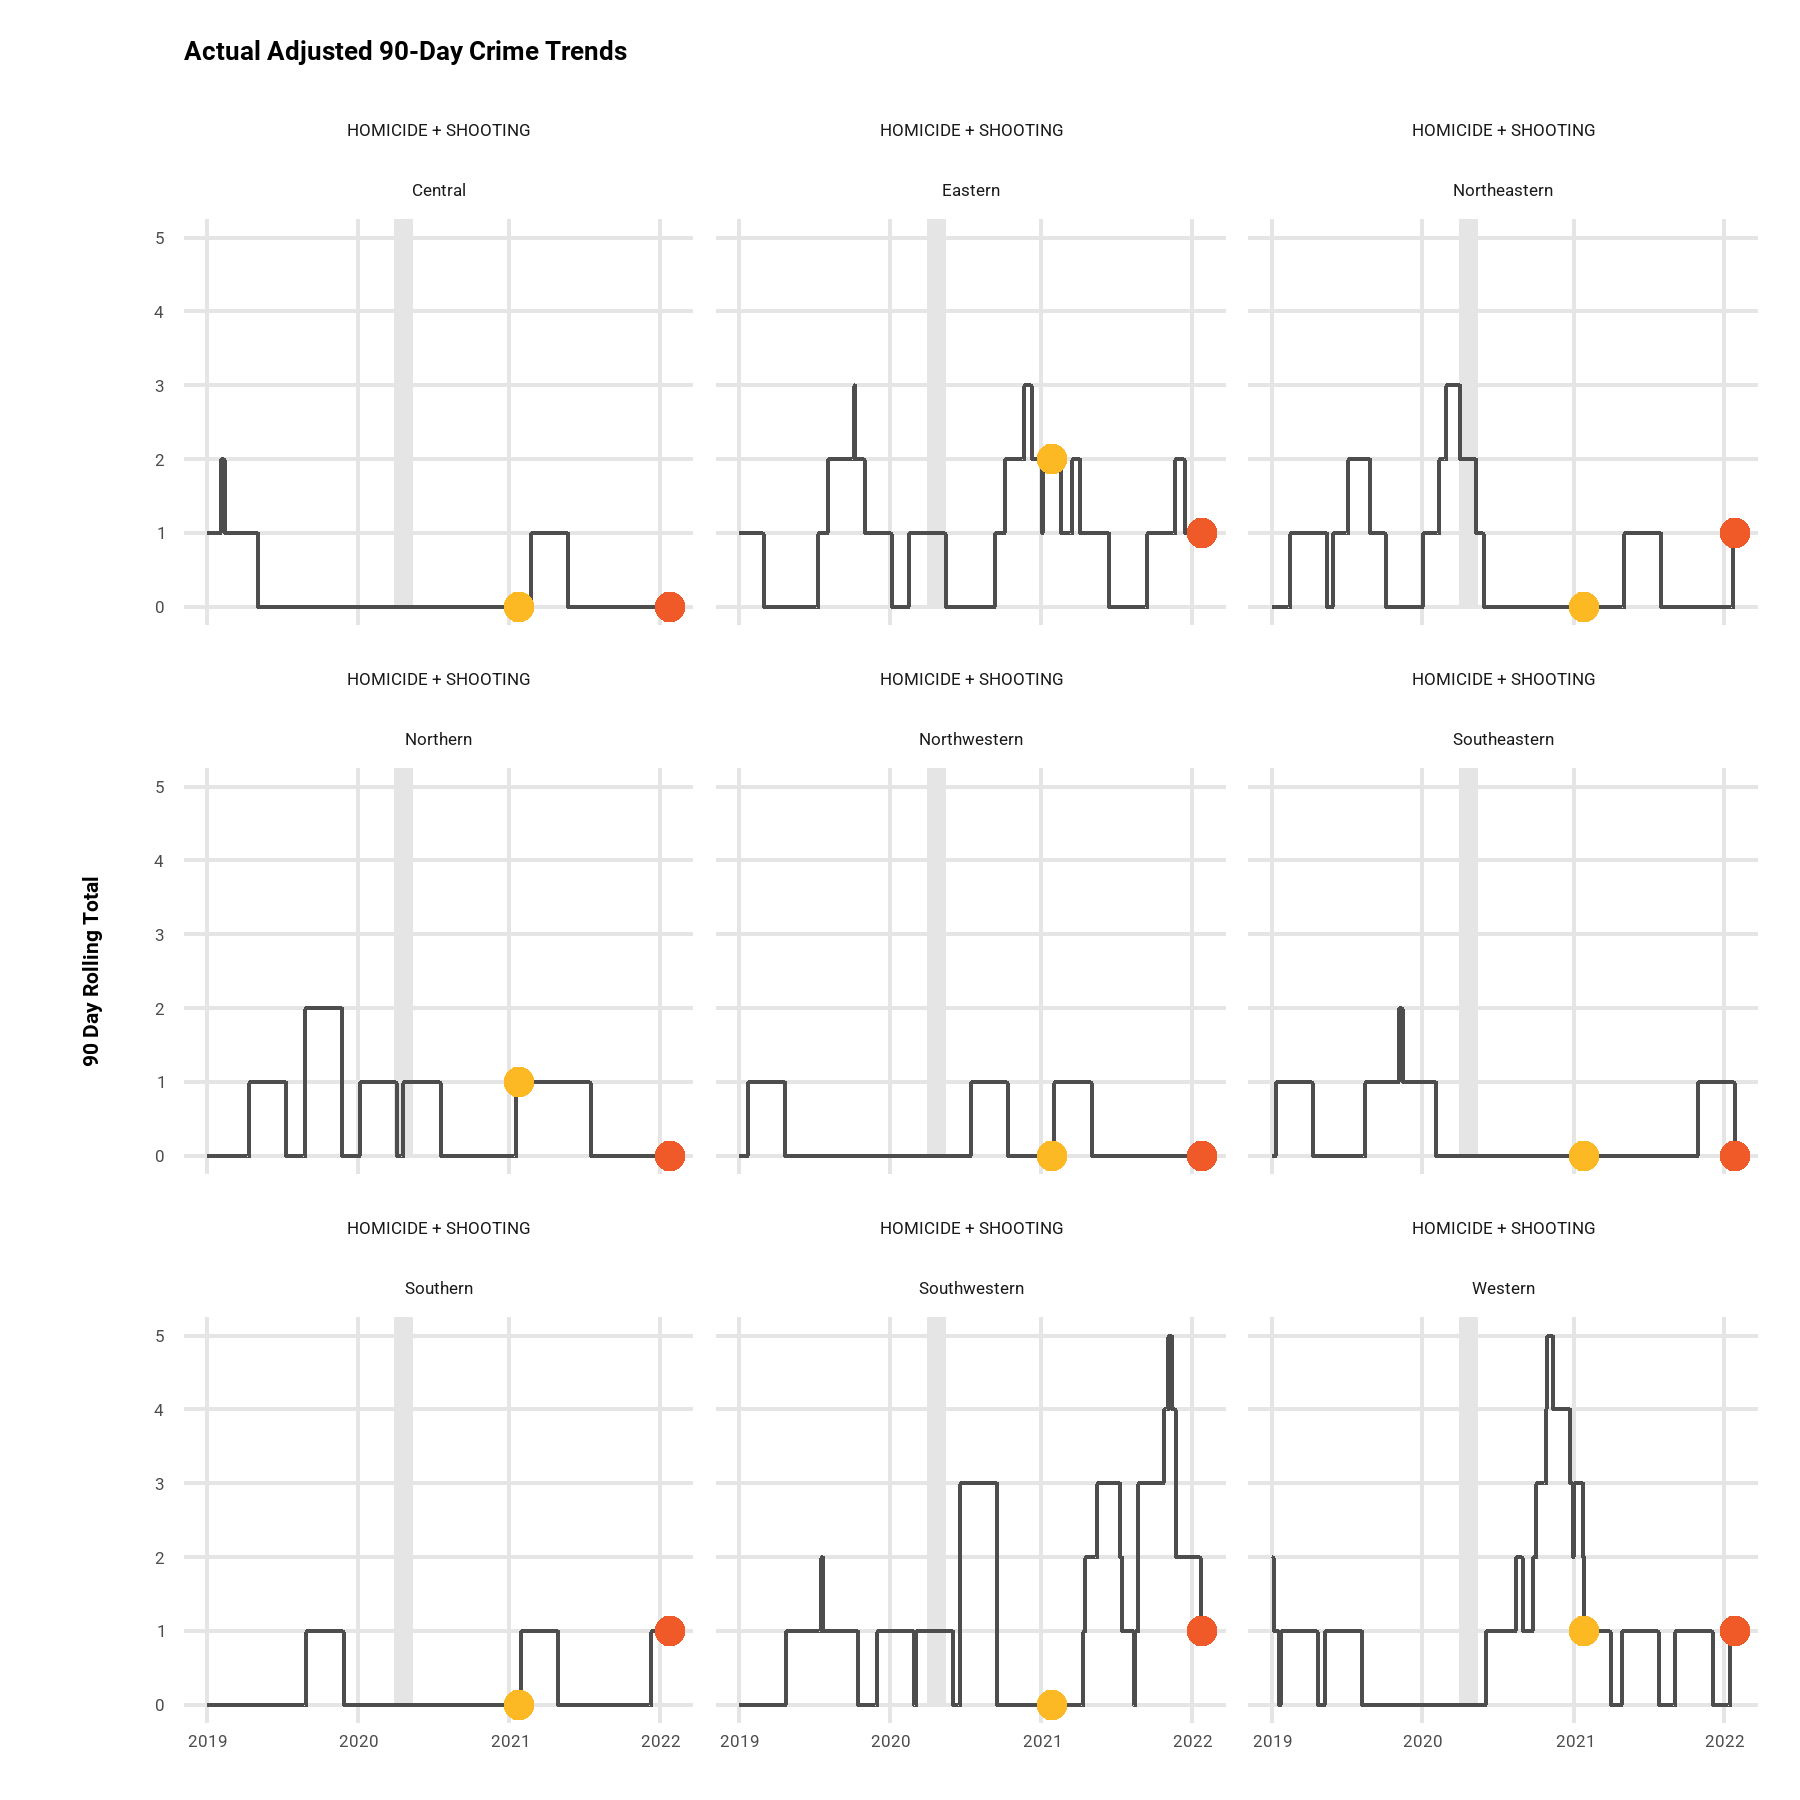 Actual Adjusted 90-Day Crime Trends
HOMICIDE + SHOOTING
HOMICIDE + SHOOTING
HOMICIDE + SHOOTING
Central
Eastern
Northeastern
5
4
3
2
1
0
HOMICIDE + SHOOTING
HOMICIDE + SHOOTING
HOMICIDE + SHOOTING
Northern
Northwestern
Southeastern
5
4
3
2
1
0
90 Day Rolling Total
HOMICIDE + SHOOTING
HOMICIDE + SHOOTING
HOMICIDE + SHOOTING
Southern
Southwestern
Western
5
4
3
2
1
0
2019 2020 2021 2022
2019 2020 2021 2022
2019 2020 2021 2022